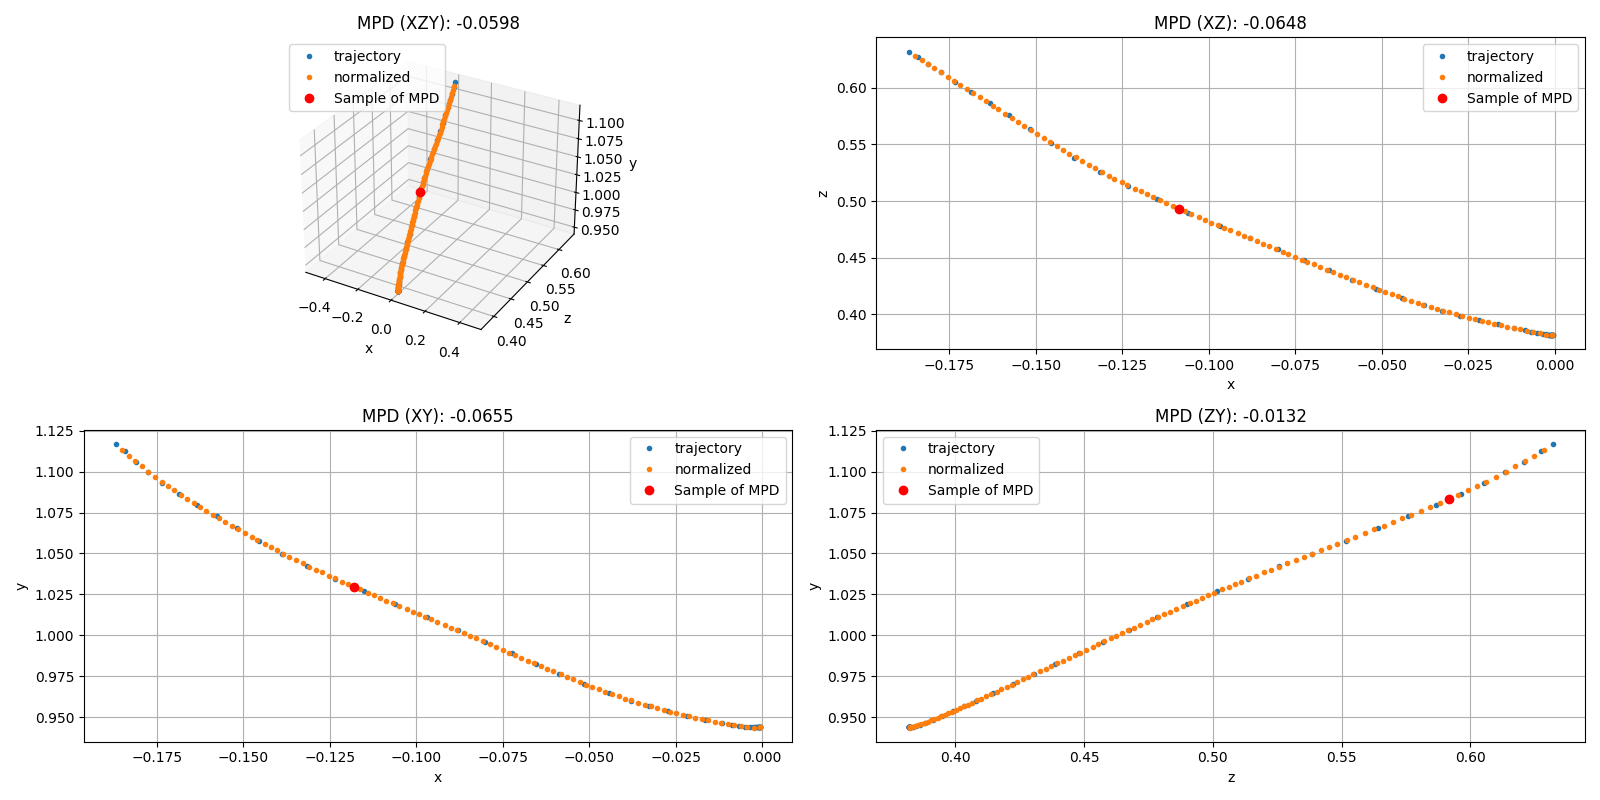 MPD (XZY): -0.0598
trajectory
normalized
Sample of MPD
1.100
1.075
1.050
1.025
1.000
0.975
0.950
y
−0.4
−0.2
0.0
0.2
0.4
x
0.40
0.45
0.50
0.55
0.60
z
MPD (XZ): -0.0648
trajectory
normalized
Sample of MPD
0.60
0.55
0.50
0.45
0.40
z
−0.175 −0.150 −0.125 −0.100 −0.075 −0.050 −0.025 0.000
x
MPD (XY): -0.0655
trajectory
normalized
Sample of MPD
1.125
1.100
1.075
1.050
1.025
1.000
0.975
0.950
y
−0.175 −0.150 −0.125 −0.100 −0.075 −0.050 −0.025 0.000
x
MPD (ZY): -0.0132
trajectory
normalized
Sample of MPD
1.125
1.100
1.075
1.050
1.025
1.000
0.975
0.950
y
0.40 0.45 0.50 0.55 0.60
z